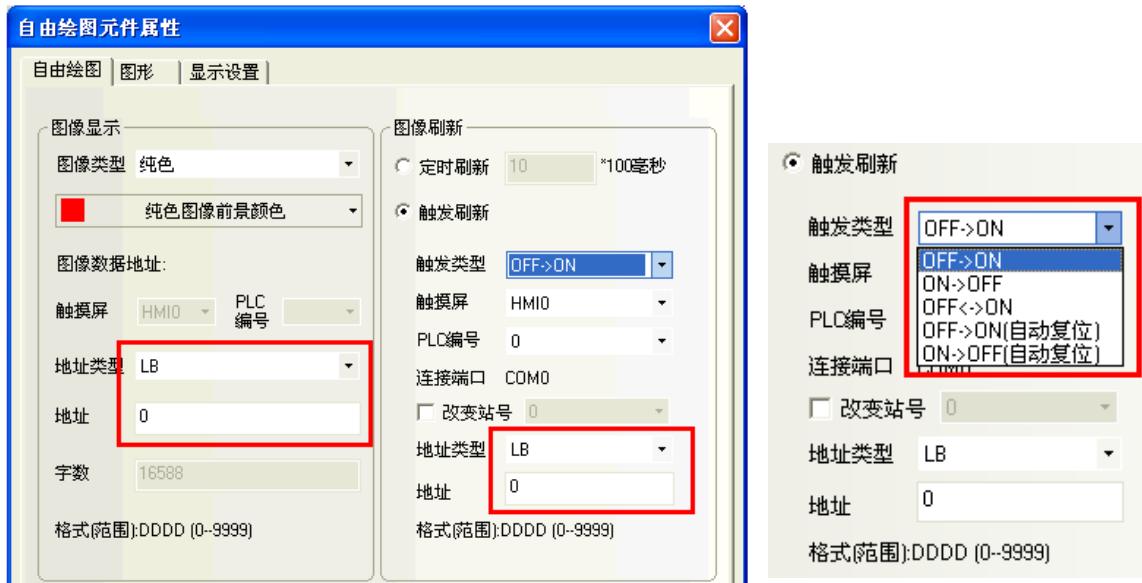 自由绘图元件属性
自由绘图 图形 显示设置
图像显示
图像类型 纯色
纯色图像前景颜色
图像数据地址:
触摸屏 HMI0 PLC编号
地址类型 LB
地址 0
字数 16588
格式(范围):DDDD (0--9999)
图像刷新
定时刷新 10 *100毫秒
触发刷新
触发类型 OFF->ON
触摸屏 HMI0
PLC编号 0
连接端口 COM0
改变站号 0
地址类型 LB
地址 0
格式(范围):DDDD (0--9999)
触发刷新
触发类型 OFF->ON
OFF->ON
触摸屏
ON->OFF
OFF<->ON
PLC编号
OFF->ON(自动复位)
ON->OFF(自动复位)
连接端口 COM0
改变站号 0
地址类型 LB
地址 0
格式(范围):DDDD (0--9999)